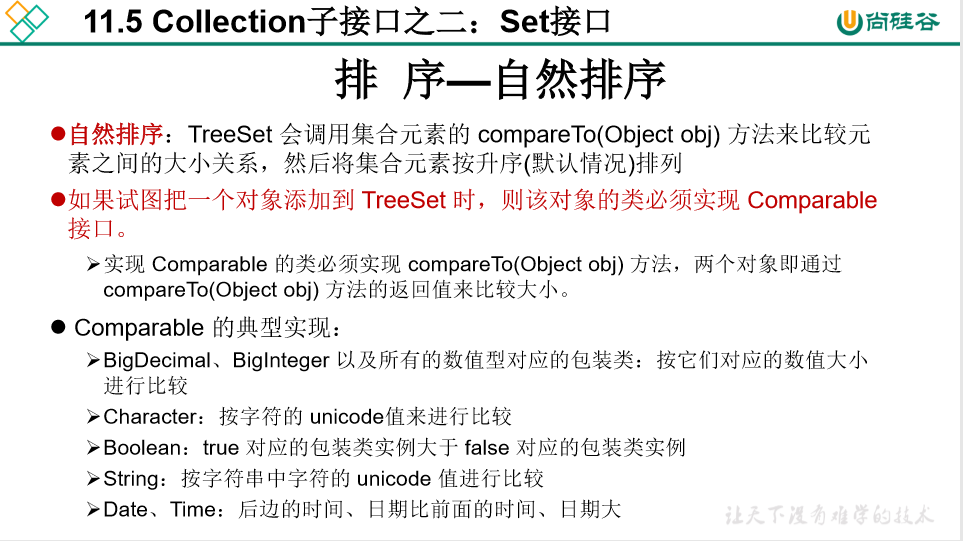 11.5 Collection子接口之二：Set接口
尚硅谷
排 序—自然排序
●自然排序：TreeSet 会调用集合元素的 compareTo(Object obj) 方法来比较元
素之间的大小关系，然后将集合元素按升序(默认情况)排列
●如果试图把一个对象添加到 TreeSet 时，则该对象的类必须实现 Comparable
接口。
➢实现 Comparable 的类必须实现 compareTo(Object obj) 方法，两个对象即通过
compareTo(Object obj) 方法的返回值来比较大小。
● Comparable 的典型实现：
➢BigDecimal、BigInteger 以及所有的数值型对应的包装类：按它们对应的数值大小
进行比较
➢Character：按字符的 unicode值来进行比较
➢Boolean：true 对应的包装类实例大于 false 对应的包装类实例
➢String：按字符串中字符的 unicode 值进行比较
➢Date、Time：后边的时间、日期比前面的时间、日期大
让天下没有难学的技术